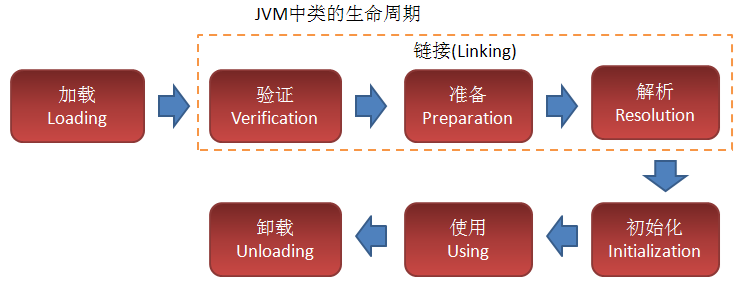 JVM中类的生命周期
链接(Linking)
加载
Loading
验证
Verification
准备
Preparation
解析
Resolution
初始化
Initialization
使用
Using
卸载
Unloading